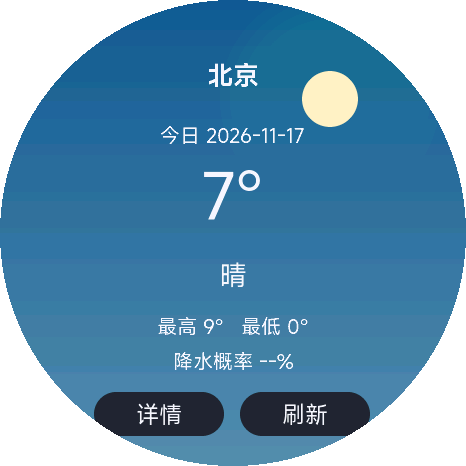 北京
今日 2026-11-17
7°
晴
最高 9° 最低 0°
降水概率 --%
详情 刷新